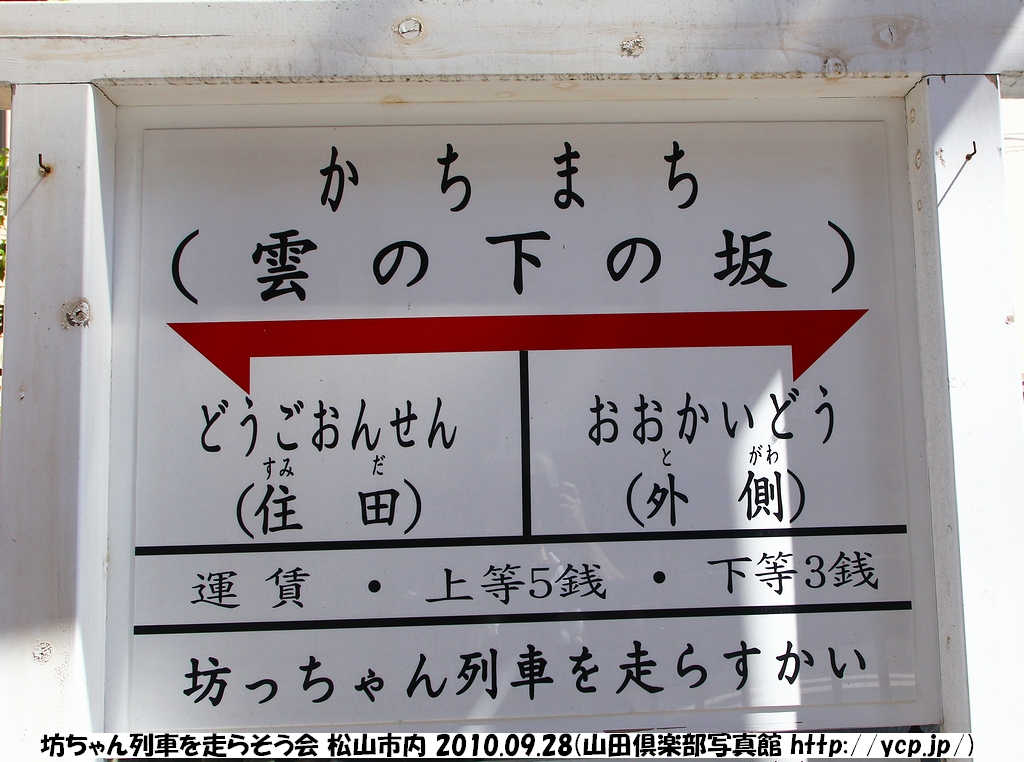 かちまち
(雲の下の坂)
どうごおんせん
すみ だ
(住田)
おおかいどう
と がわ
(外側)
運賃・上等5銭・下等3銭
坊っちゃん列車を走らすかい
坊ちゃん列車を走らそう会 松山市内 2010.09.28(山田倶楽部写真館 http://ycp.jp/)